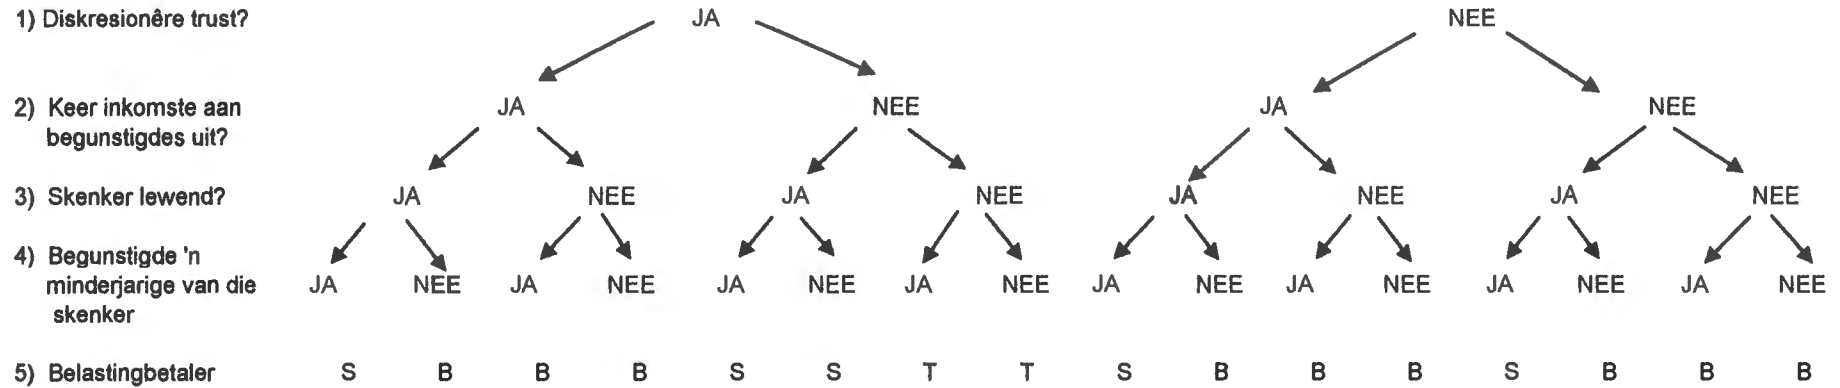 1) Diskresionêre trust? JA NEE
2) Keer inkomste aan JA NEE JA NEE
begunstigdes uit?
3) Skenker lewend? JA NEE JA NEE JA NEE JA NEE
4) Begunstigde 'n
minderjarige van die JA NEE JA NEE JA NEE JA NEE JA NEE JA NEE JA NEE JA NEE
skenker
5) Belastingbetaler S B B B S S T T S B B B S B B B